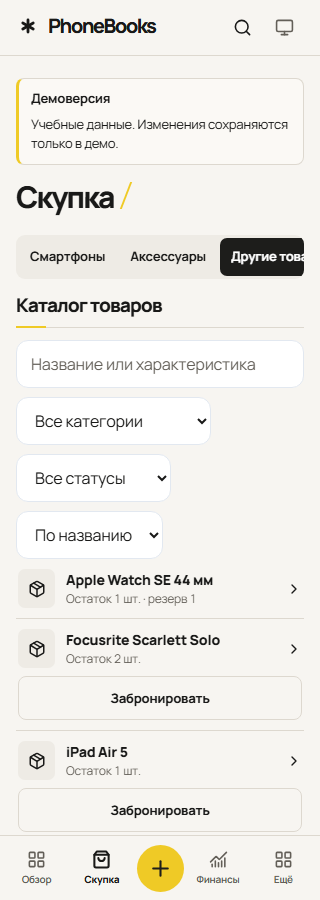 PhoneBooks
Демоверсия
Учебные данные. Изменения сохраняются
только в демо.
Скупка /
Смартфоны Аксессуары Другие това
Каталог товаров
Название или характеристика
Все категории
Все статусы
По названию
Apple Watch SE 44 мм
Остаток 1 шт. · резерв 1
Focusrite Scarlett Solo
Остаток 2 шт.
Забронировать
iPad Air 5
Остаток 1 шт.
Забронировать
Обзор Скупка Финансы Ещё